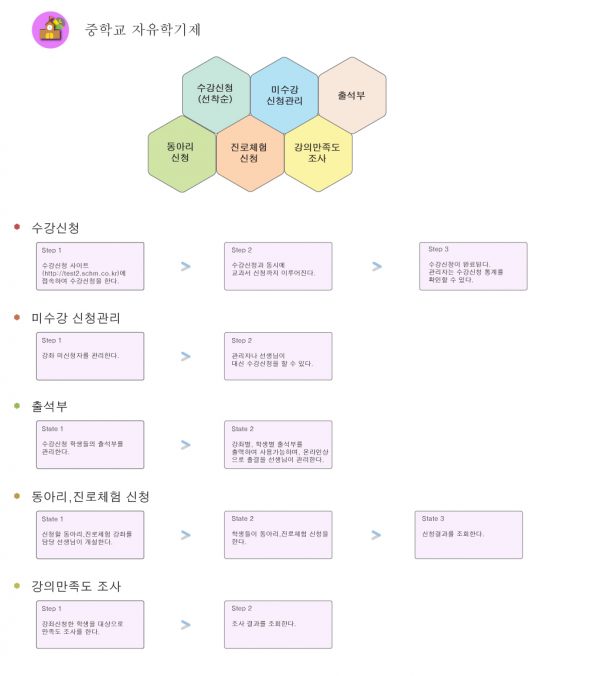 중학교 자유학기제
수강신청
(선착순)
미수강
신청관리
출석부
동아리
신청
진로체험
신청
강의만족도
조사
수강신청
Step 1
수강신청 사이트
(http://test2.schm.co.kr)에
접속하여 수강신청을 한다.
>
Step 2
수강신청과 동시에
교과서 신청까지 이루어진다.
>
Step 3
수강신청이 완료된다.
관리자는 수강신청 통계를
확인할 수 있다.
미수강 신청관리
Step 1
강좌 미신청자를 관리한다.
>
Step 2
관리자나 선생님이
대신 수강신청을 할 수 있다.
출석부
State 1
수강신청 학생들의 출석부를
관리한다.
>
State 2
강좌별, 학생별 출석부를
출력하여 사용가능하며, 온라인상
으로 출결을 선생님이 관리한다.
동아리,진로체험 신청
State 1
신청할 동아리,진로체험 강좌를
담당 선생님이 개설한다.
>
State 2
학생들이 동아리,진로체험 신청을
한다.
>
State 3
신청결과를 조회한다.
강의만족도 조사
Step 1
강좌신청한 학생을 대상으로
만족도 조사를 한다.
>
Step 2
조사 결과를 조회한다.